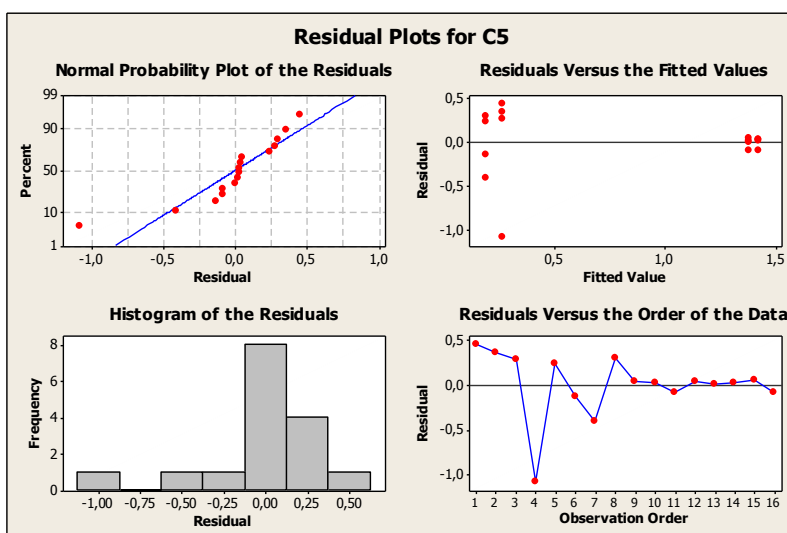 Residual Plots for C5
Normal Probability Plot of the Residuals
99
90
50
10
1
Percent
-1,0 -0,5 0,0 0,5 1,0
Residual
Residuals Versus the Fitted Values
0,5
0,0
-0,5
-1,0
Residual
0,5 1,0 1,5
Fitted Value
Histogram of the Residuals
8
6
4
2
0
Frequency
-1,00 -0,75 -0,50 -0,25 0,00 0,25 0,50
Residual
Residuals Versus the Order of the Data
0,5
0,0
-0,5
-1,0
Residual
1 2 3 4 5 6 7 8 9 10 11 12 13 14 15 16
Observation Order